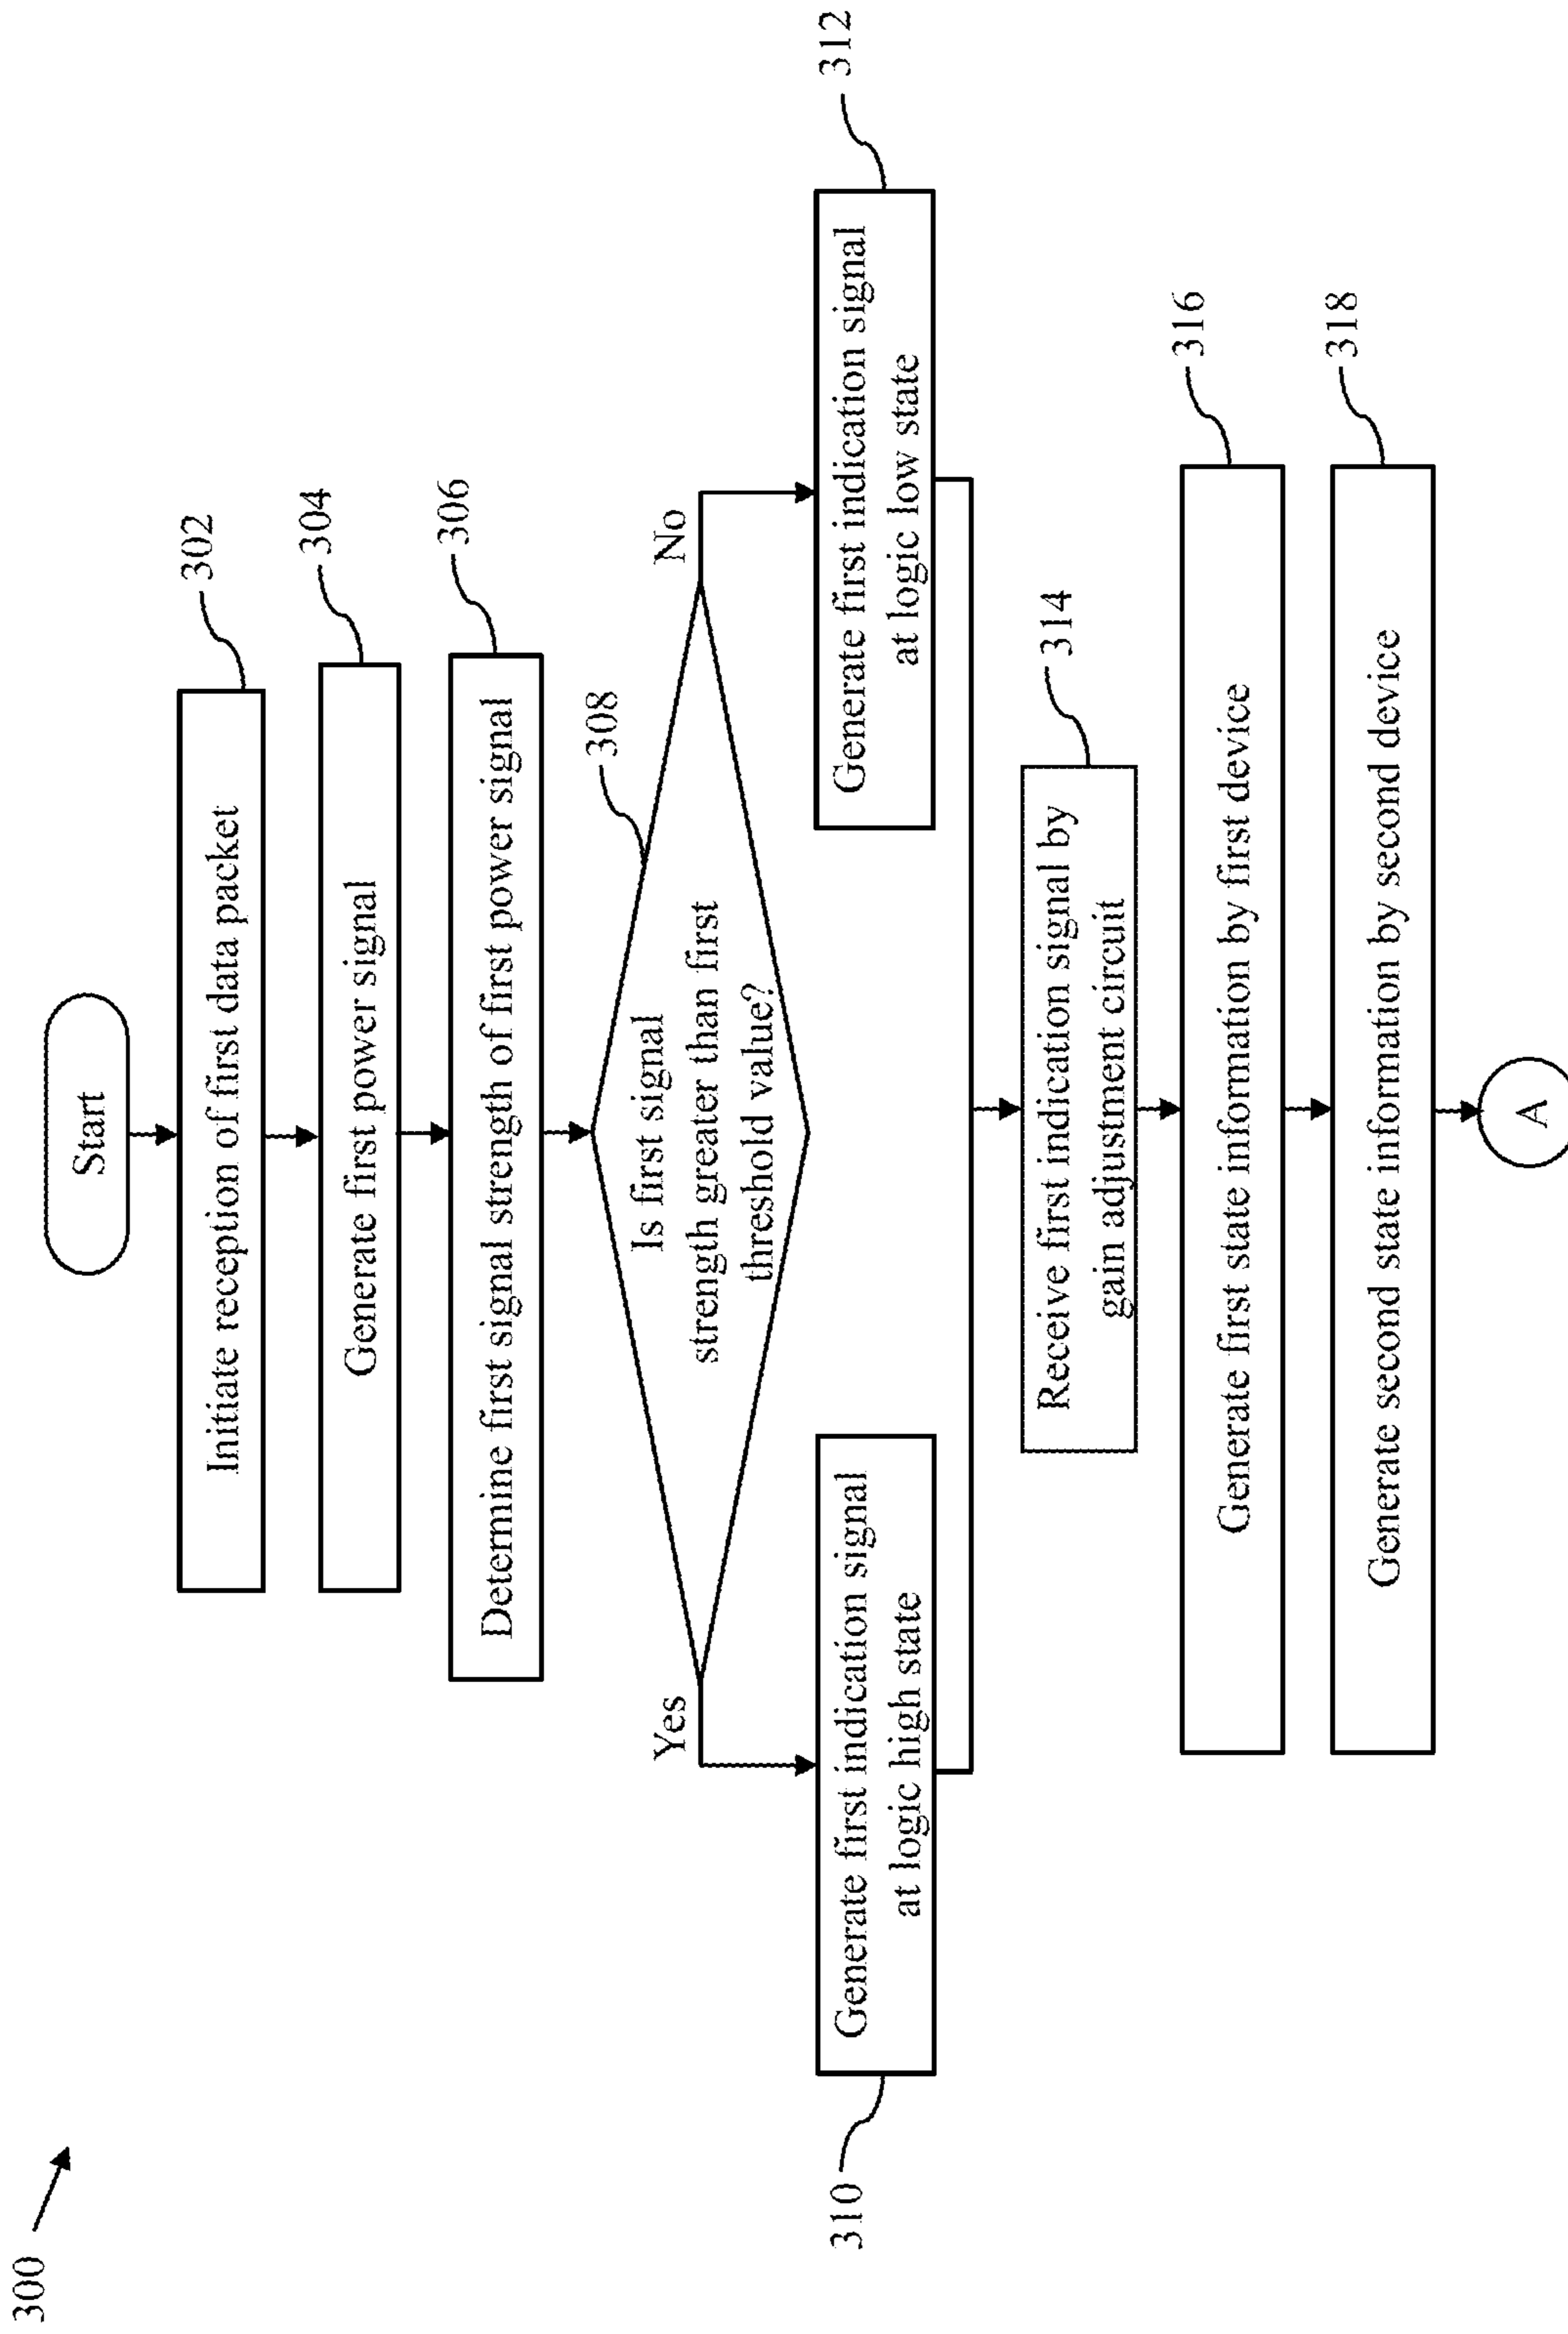 300
Start
Initiate reception of first data packet
302
Generate first power signal
304
Determine first signal strength of first power signal
306
Is first signal
strength greater than first
threshold value?
308
Yes
No
Generate first indication signal
at logic high state
310
Generate first indication signal
at logic low state
312
Receive first indication signal by
gain adjustment circuit
314
Generate first state information by first device
316
Generate second state information by second device
318
A